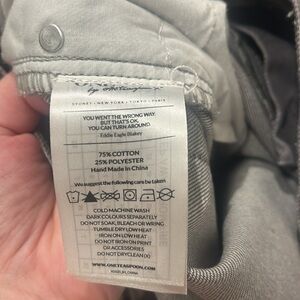 by oneteaspoon
SYDNEY • NEW YORK • TOKYO • PARIS
YOU WENT THE WRONG WAY.
BUT THAT'S OK.
YOU CAN TURN AROUND.
Eddie Eagle Blakey
75% COTTON
25% POLYESTER
Hand Made in China
We suggest the following care be taken
COLD MACHINE WASH
DARK COLOURS SEPARATELY
DO NOT SOAK, BLEACH OR WRING
TUMBLE DRY LOW HEAT
IRON ON LOW HEAT
DO NOT IRON ON PRINT
OR ACCESSORIES
DO NOT DRYCLEAN (X)
WWW.ONETEASPOON.COM
MADE BY CHINA